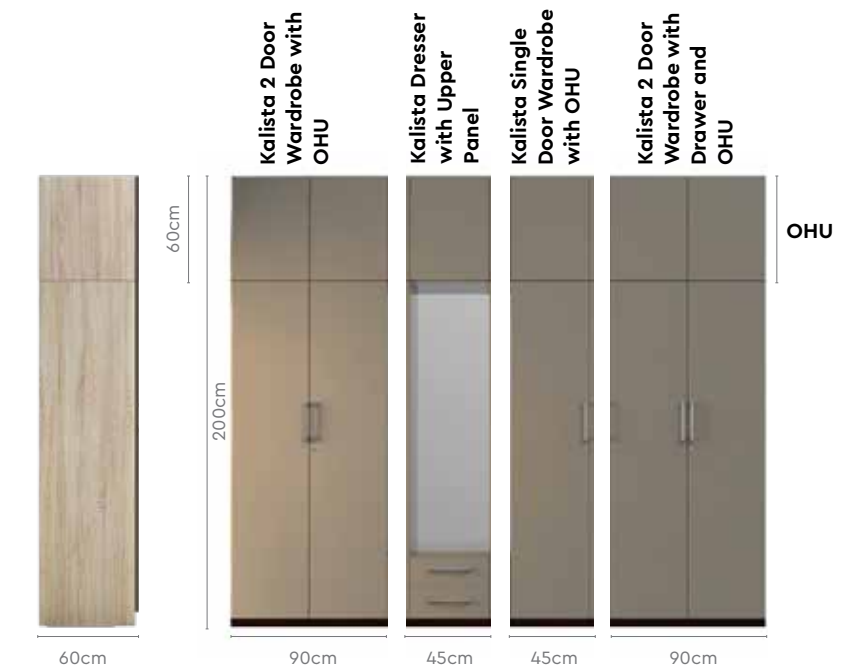 Kalista 2 Door
Wardrobe with
OHU
Kalista Dresser
with Upper
Panel
Kalista Single
Door Wardrobe
with OHU
Kalista 2 Door
Wardrobe with
Drawer and
OHU
60cm
OHU
200cm
60cm
90cm
45cm
45cm
90cm